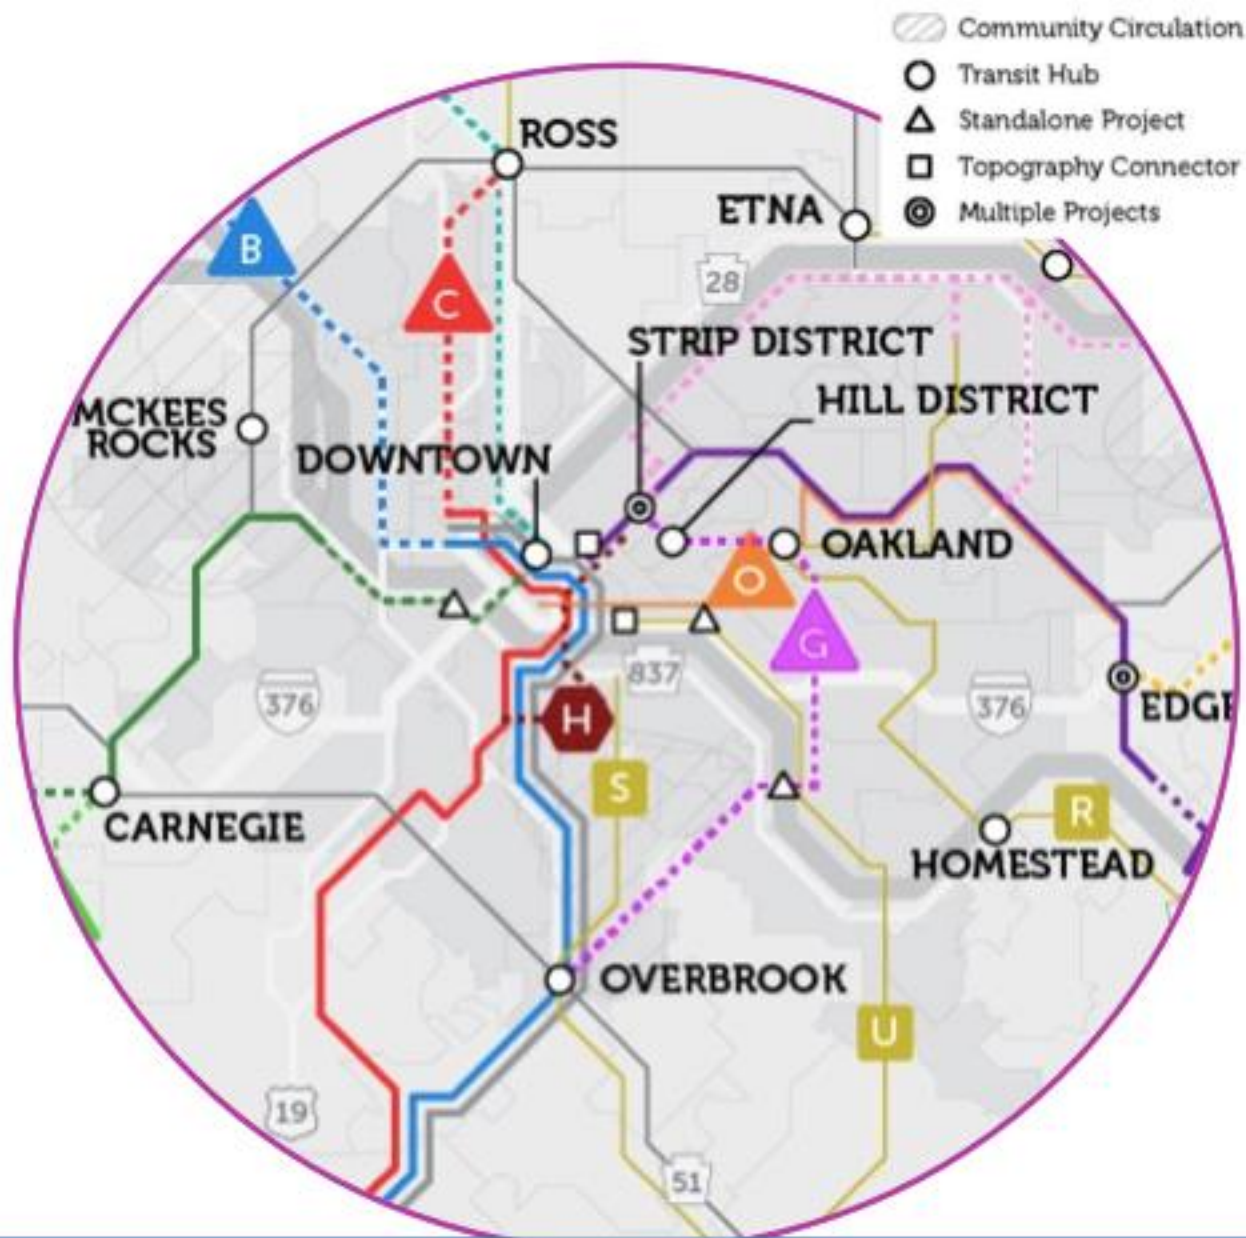 Community Circulation
Transit Hub
Standalone Project
Topography Connector
Multiple Projects
ROSS
ETNA
B
C
28
STRIP DISTRICT
HILL DISTRICT
MCKEES
ROCKS
DOWNTOWN
OAKLAND
O
G
837
376
376
H
EDGE
S
CARNEGIE
R
HOMESTEAD
OVERBROOK
U
19
51